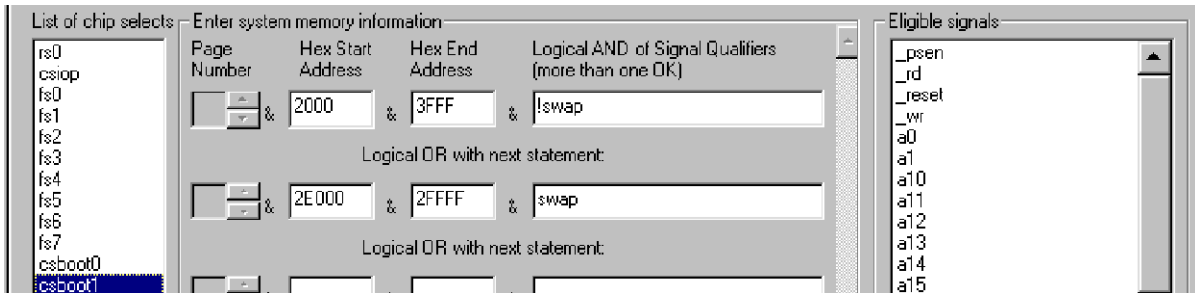 List of chip selects
rs0
csiop
fs0
fs1
fs2
fs3
fs4
fs5
fs6
fs7
csboot0
csboot1
Enter system memory information
Page Number
Hex Start Address
Hex End Address
Logical AND of Signal Qualifiers
(more than one OK)
& 2000 & 3FFF & !swap
Logical OR with next statement:
& 2E000 & 2FFFF & swap
Logical OR with next statement:
Eligible signals
_psen
_rd
_reset
_wr
a0
a1
a10
a11
a12
a13
a14
a15